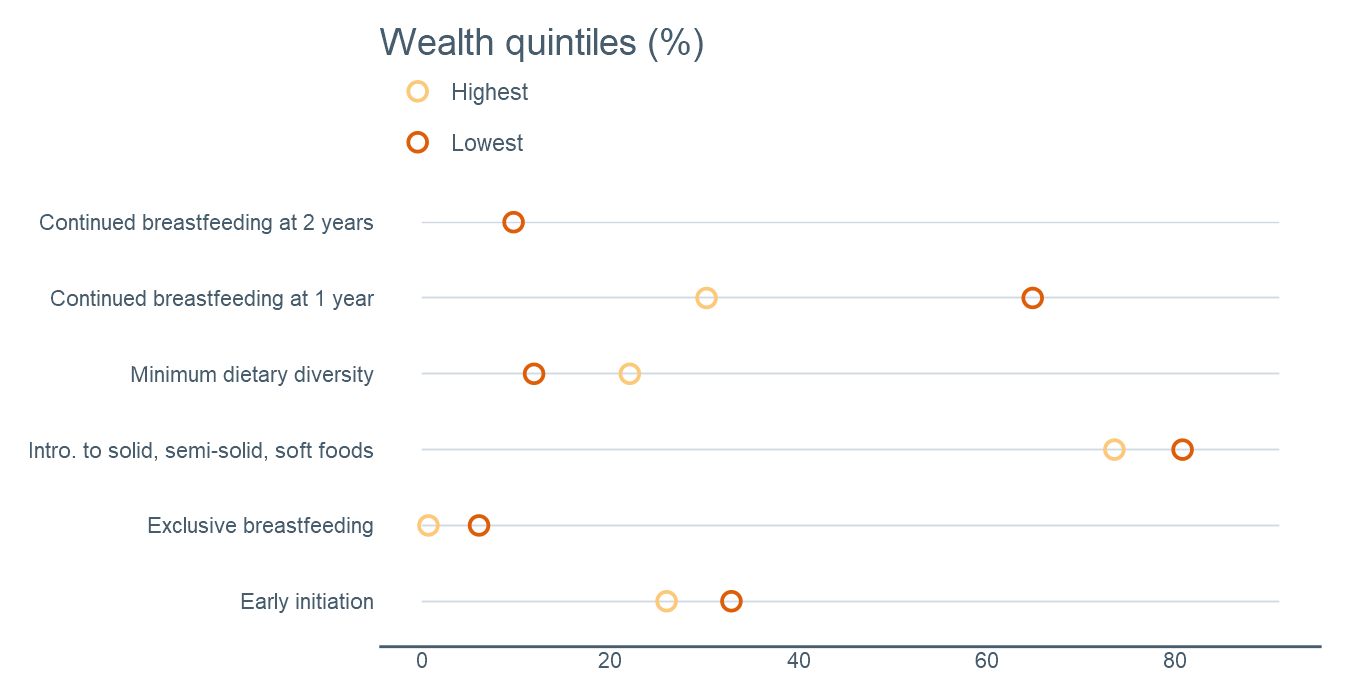 Wealth quintiles (%)
Highest
Lowest
Continued breastfeeding at 2 years
Continued breastfeeding at 1 year
Minimum dietary diversity
Intro. to solid, semi-solid, soft foods
Exclusive breastfeeding
Early initiation
0 20 40 60 80